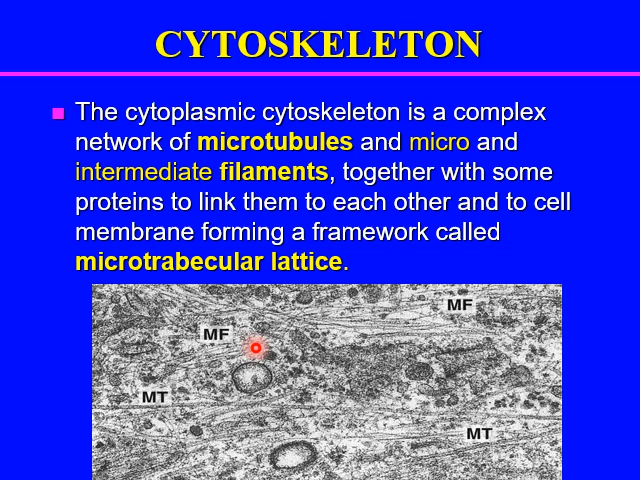 CYTOSKELETON
The cytoplasmic cytoskeleton is a complex
network of microtubules and micro and
intermediate filaments, together with some
proteins to link them to each other and to cell
membrane forming a framework called
microtrabecular lattice.
MF
MF
MT
MT